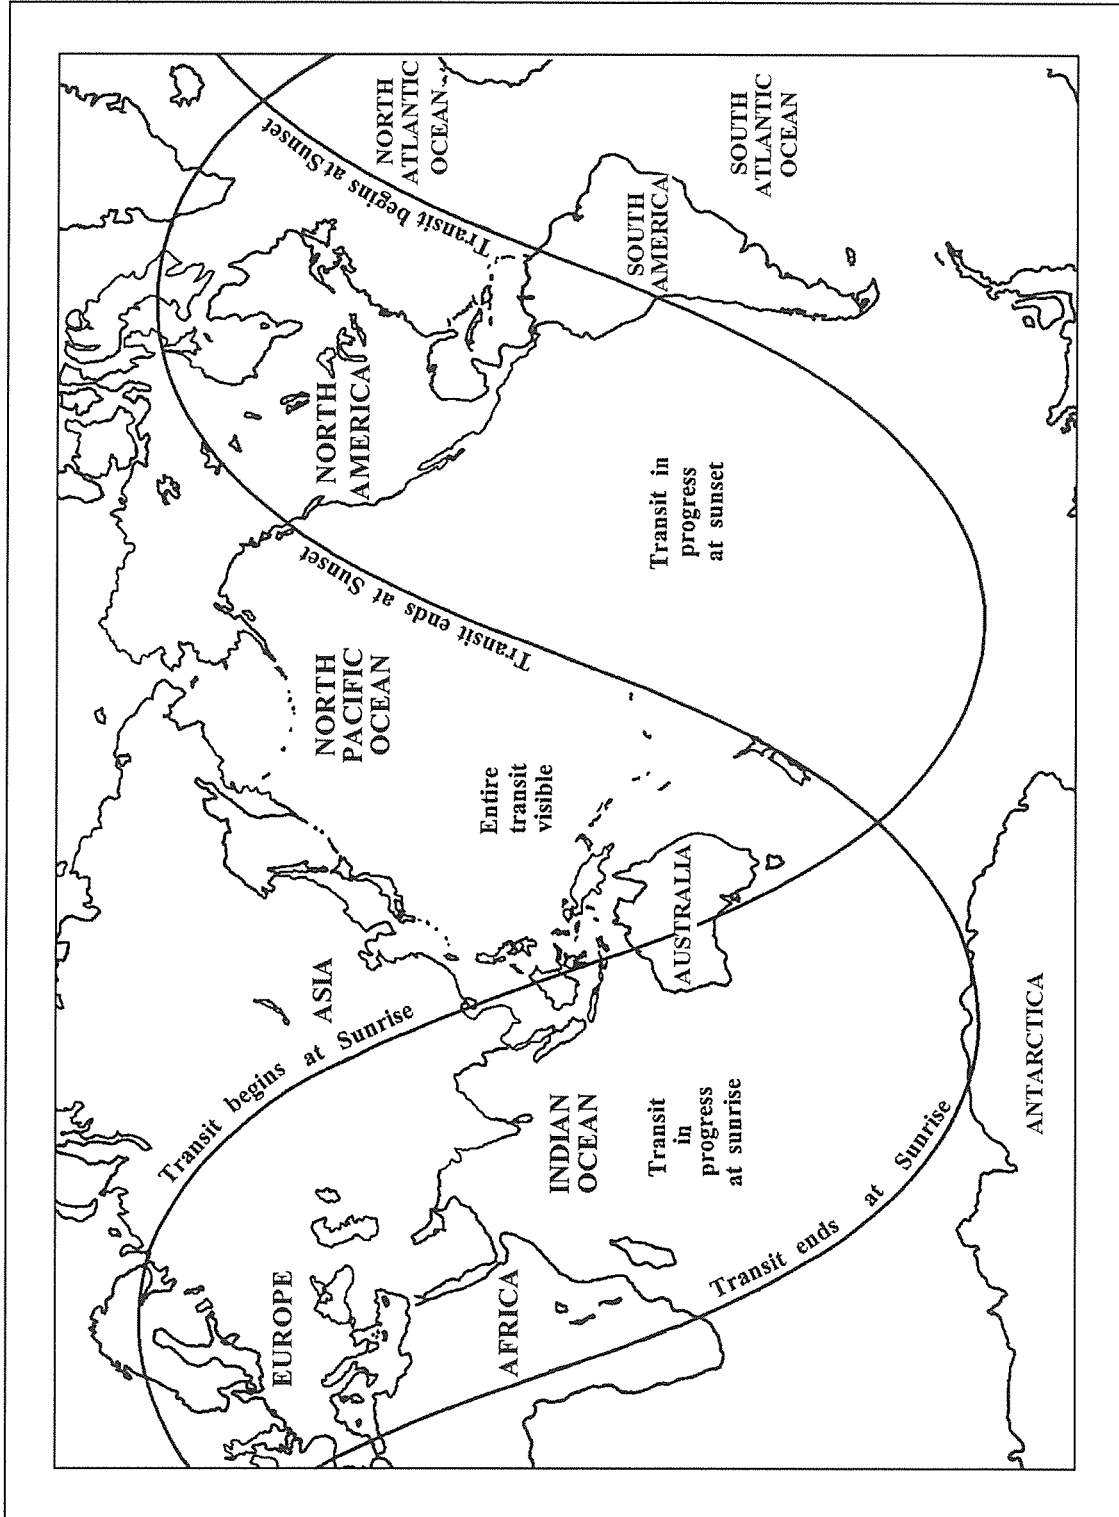 EUROPE
AFRICA
ASIA
INDIAN
OCEAN
AUSTRALIA
ANTARCTICA
NORTH
PACIFIC
OCEAN
NORTH
AMERICA
SOUTH
AMERICA
NORTH
ATLANTIC
OCEAN
SOUTH
ATLANTIC
OCEAN
Transit begins at Sunrise
Transit ends at Sunrise
Transit
in
progress
at sunrise
Entire
transit
visible
Transit ends at Sunset
Transit in
progress
at sunset
Transit begins at Sunset